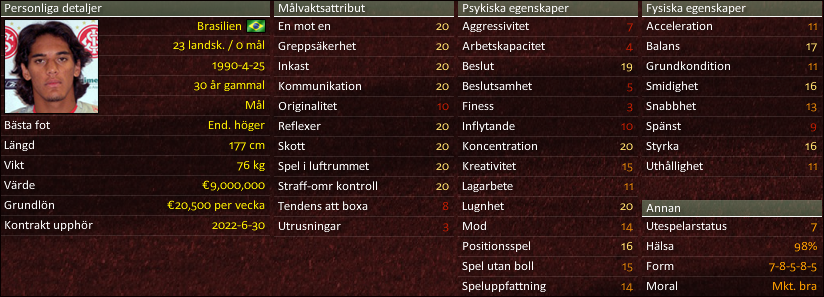 Personliga detaljer
Brasilien
23 landsk. / 0 mål
1990-4-25
30 år gammal
Mål
Bästa fot End. höger
Längd 177 cm
Vikt 76 kg
Värde €9,000,000
Grundlön €20,500 per vecka
Kontrakt upphör 2022-6-30
Målvaktsattribut
En mot en 20
Greppsäkerhet 20
Inkast 20
Kommunikation 20
Originalitet 10
Reflexer 20
Skott 20
Spel i luftrummet 20
Straff-omr kontroll 20
Tendens att boxa 8
Utrusningar 3
Psykiska egenskaper
Aggressivitet 7
Arbetskapacitet 4
Beslut 19
Beslutsamhet 5
Finess 3
Inflytande 10
Koncentration 20
Kreativitet 15
Lagarbete 11
Lugnhet 20
Mod 14
Positionsspel 16
Spel utan boll 15
Speluppfattning 14
Fysiska egenskaper
Acceleration 11
Balans 17
Grundkondition 11
Smidighet 16
Snabbhet 13
Spänst 9
Styrka 16
Uthållighet 11
Annan
Utespelarstatus 7
Hälsa 98%
Form 7-8-5-8-5
Moral Mkt. bra